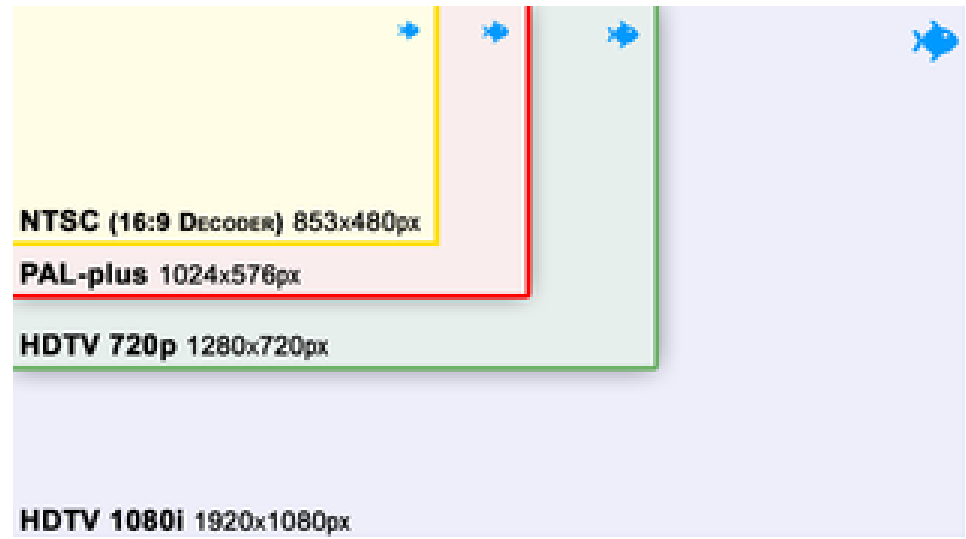 NTSC (16:9 Decoder) 853x480px
PAL-plus 1024x576px
HDTV 720p 1280x720px
HDTV 1080i 1920x1080px